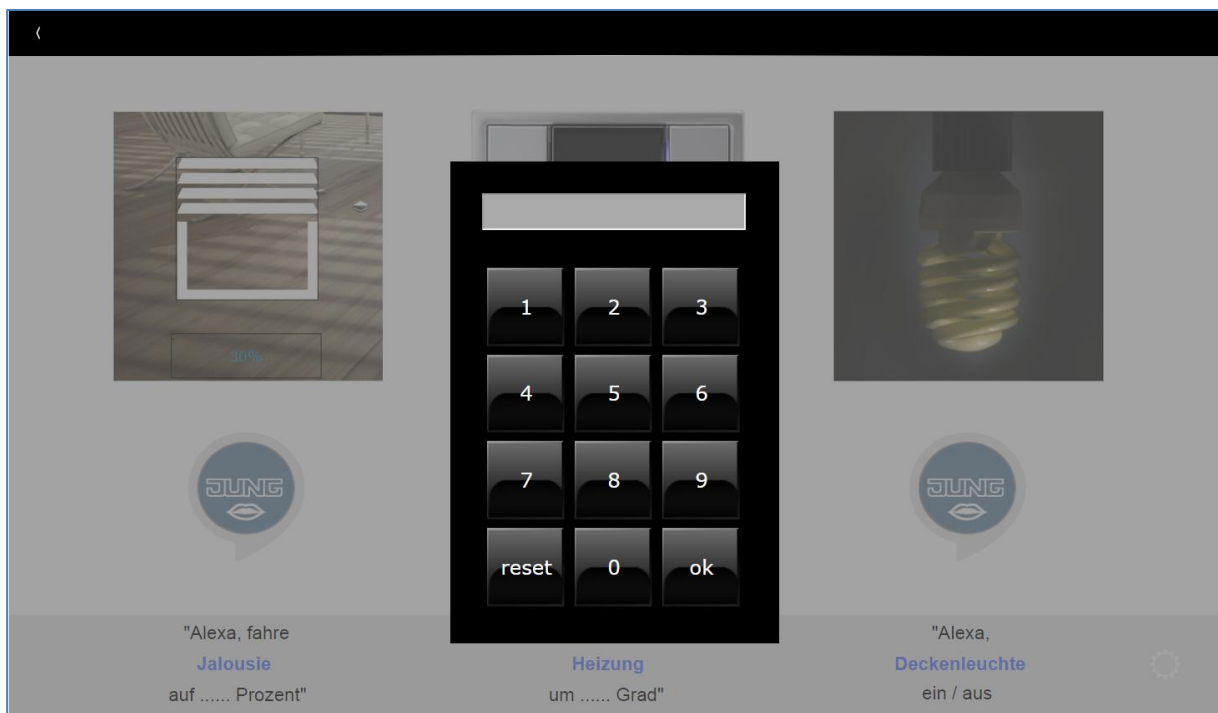 30%
1 2 3
4 5 6
7 8 9
reset 0 ok
JUNG
JUNG
"Alexa, fahre
Jalousie
auf ...... Prozent"
Heizung
um ...... Grad"
"Alexa,
Deckenleuchte
ein / aus